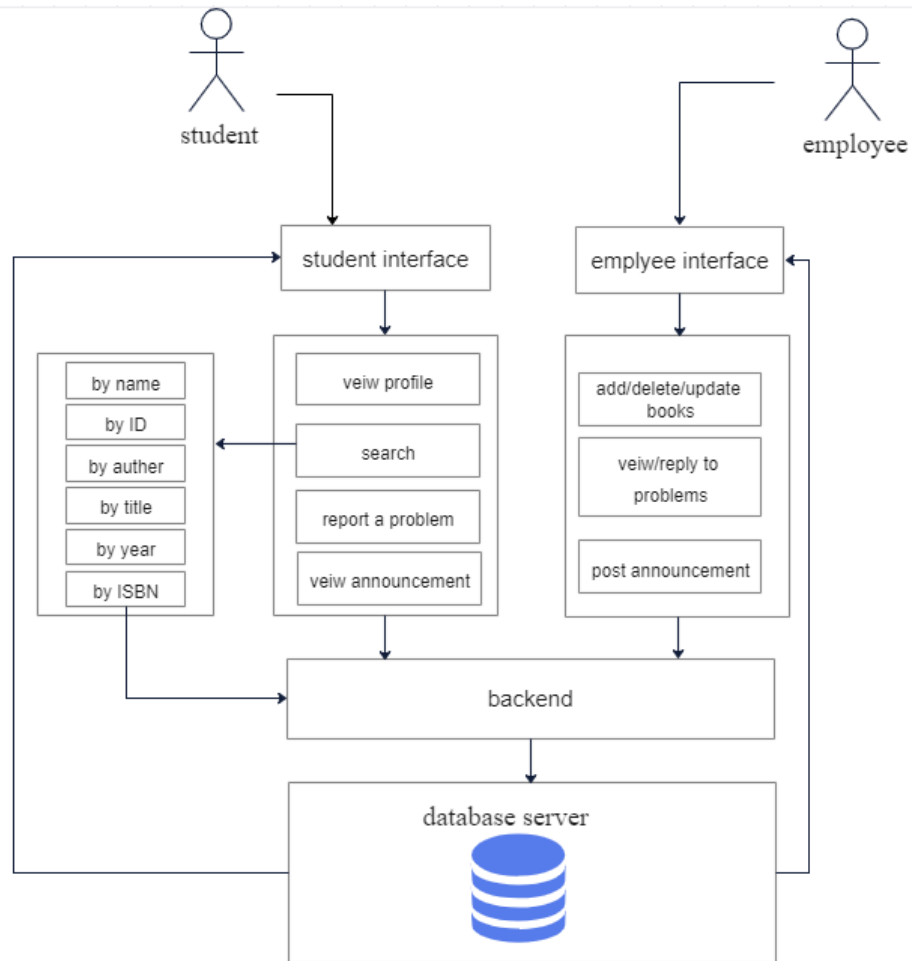 student
employee
student interface
emplyee interface
by name
by ID
by auther
by title
by year
by ISBN
veiw profile
search
report a problem
veiw announcement
add/delete/update
books
veiw/reply to
problems
post announcement
backend
database server